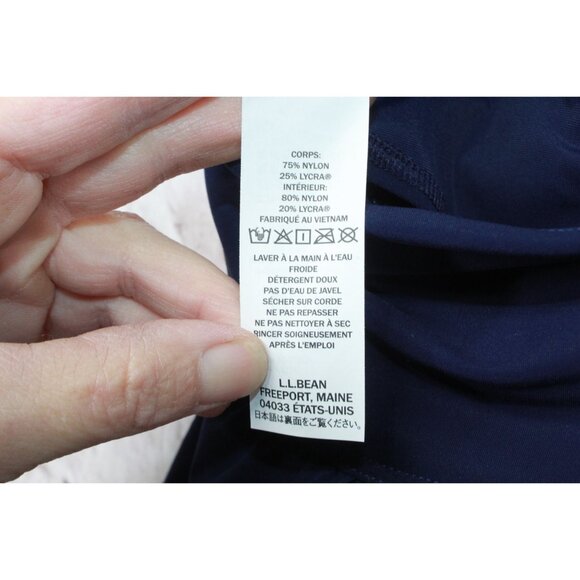 CORPS:
75% NYLON
25% LYCRA®
INTÉRIEUR:
80% NYLON
20% LYCRA®
FABRIQUÉ AU VIETNAM
LAVER À LA MAIN À L'EAU
FROIDE
DÉTERGENT DOUX
PAS D'EAU DE JAVEL
SÉCHER SUR CORDE
NE PAS REPASSER
NE PAS NETTOYER À SEC
RINCER SOIGNEUSEMENT
APRÈS L'EMPLOI
L.L.BEAN
FREEPORT, MAINE
04033 ÉTATS-UNIS
日本語は裏面をご覧ください。